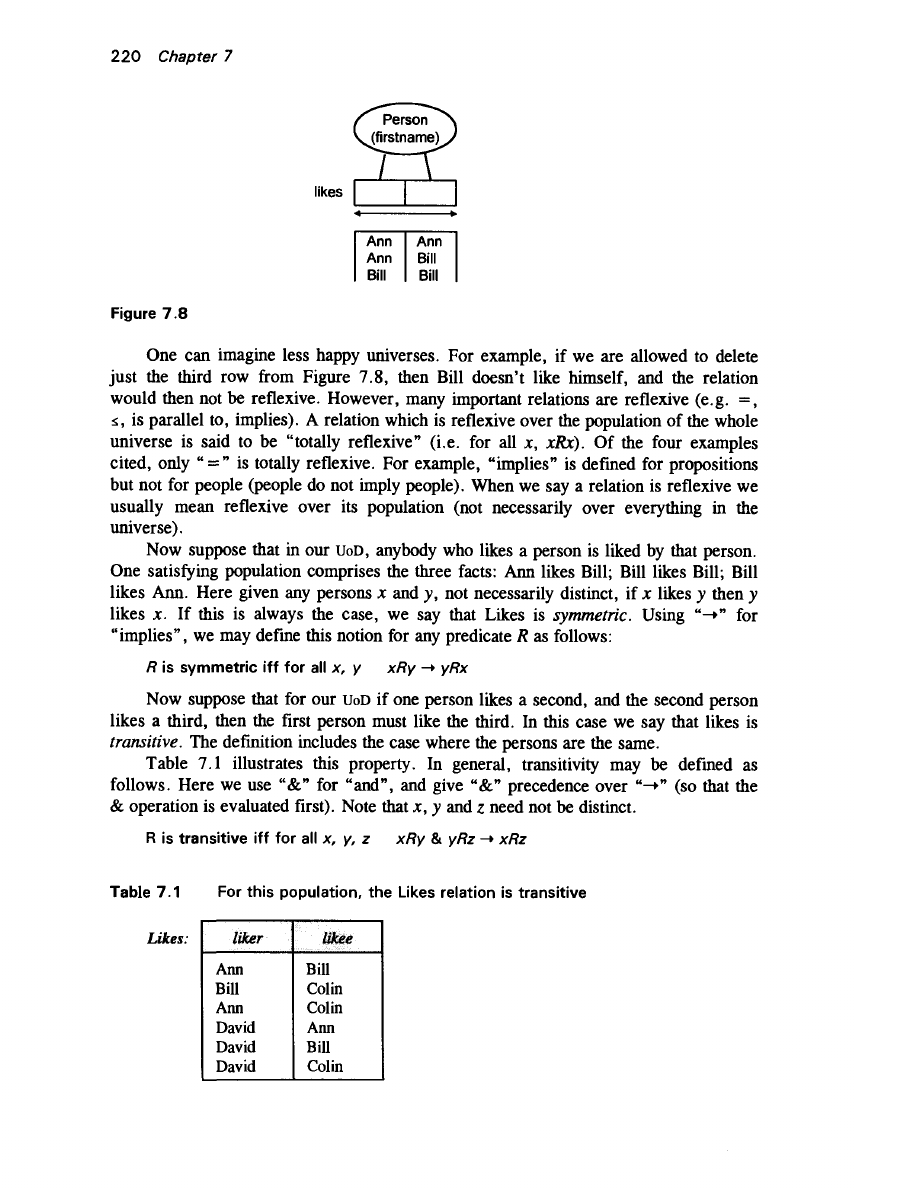 220 Chapter 7
Person
(firstname)
likes
Ann Ann
Ann Bill
Bill Bill
Figure 7.8
One can imagine less happy universes. For example, if we are allowed to delete
just the third row from Figure 7.8, then Bill doesn't like himself, and the relation
would then not be reflexive. However, many important relations are reflexive (e.g. =,
≤, is parallel to, implies). A relation which is reflexive over the population of the whole
universe is said to be "totally reflexive" (i.e. for all x, xRx). Of the four examples
cited, only "=" is totally reflexive. For example, "implies" is defined for propositions
but not for people (people do not imply people). When we say a relation is reflexive we
usually mean reflexive over its population (not necessarily over everything in the
universe).
Now suppose that in our UoD, anybody who likes a person is liked by that person.
One satisfying population comprises the three facts: Ann likes Bill; Bill likes Bill; Bill
likes Ann. Here given any persons x and y, not necessarily distinct, if x likes y then y
likes x. If this is always the case, we say that Likes is symmetric. Using "→" for
"implies", we may define this notion for any predicate R as follows:
R is symmetric iff for all x, y xRy → yRx
Now suppose that for our UoD if one person likes a second, and the second person
likes a third, then the first person must like the third. In this case we say that likes is
transitive. The definition includes the case where the persons are the same.
Table 7.1 illustrates this property. In general, transitivity may be defined as
follows. Here we use "&" for "and", and give "&" precedence over "→" (so that the
& operation is evaluated first). Note that x, y and z need not be distinct.
R is transitive iff for all x, y, z xRy & yRz → xRz
Table 7.1 For this population, the Likes relation is transitive
Likes: liker likee
Ann Bill
Bill Colin
Ann Colin
David Ann
David Bill
David Colin